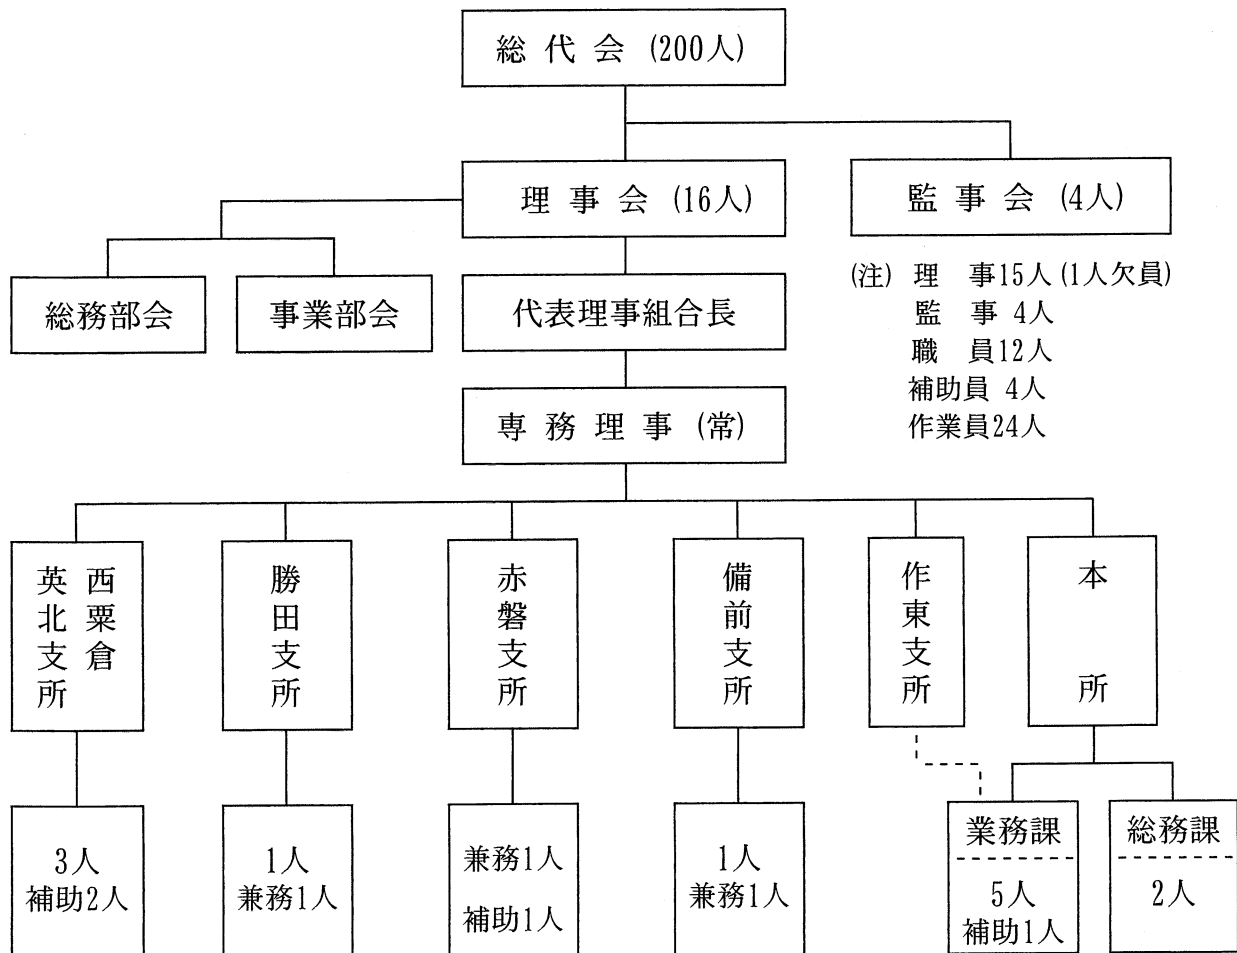 総代会 (200人)
理事会 (16人)
監事会 (4人)
総務部会
事業部会
代表理事組合長
(注) 理　事15人 (1人欠員)
監　事 4人
職　員12人
補助員 4人
作業員24人
専務理事 (常)
西粟倉
英北支所
勝田支所
赤磐支所
備前支所
作東支所
本所
3人
補助2人
1人
兼務1人
兼務1人
補助1人
1人
兼務1人
業務課
5人
補助1人
総務課
2人